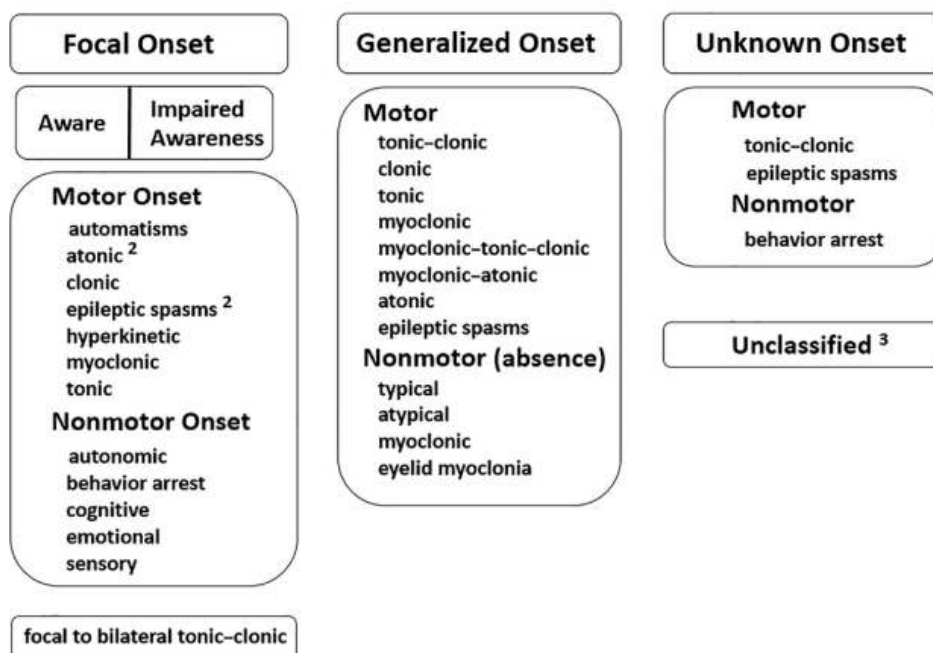 Focal Onset
Aware
Impaired
Awareness
Motor Onset
automatisms
atonic ²
clonic
epileptic spasms ²
hyperkinetic
myoclonic
tonic
Nonmotor Onset
autonomic
behavior arrest
cognitive
emotional
sensory
focal to bilateral tonic–clonic
Generalized Onset
Motor
tonic–clonic
clonic
tonic
myoclonic
myoclonic–tonic–clonic
myoclonic–atonic
atonic
epileptic spasms
Nonmotor (absence)
typical
atypical
myoclonic
eyelid myoclonia
Unknown Onset
Motor
tonic–clonic
epileptic spasms
Nonmotor
behavior arrest
Unclassified ³